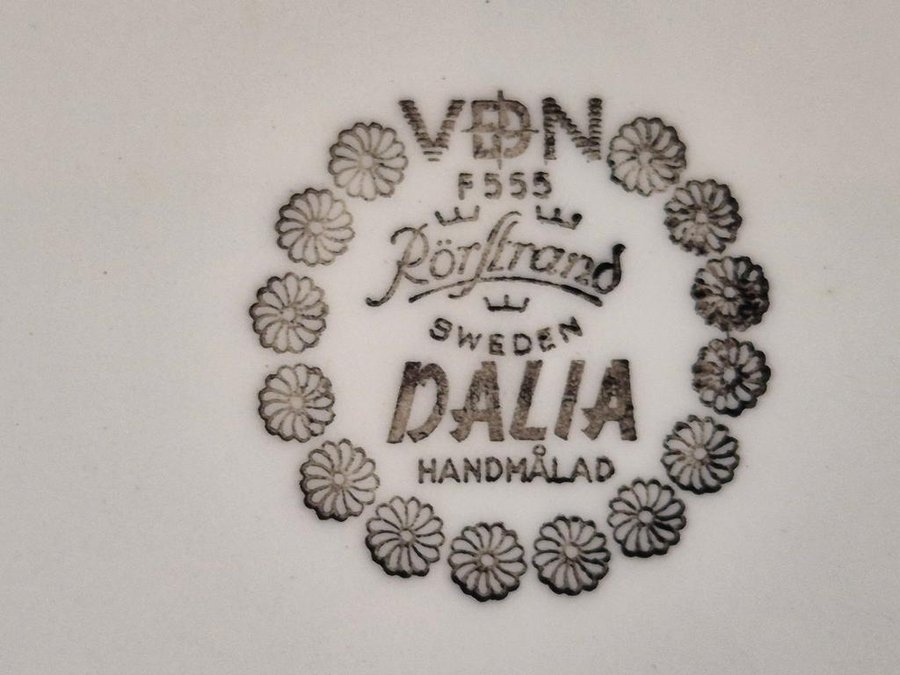 VDN
F555
Rörstrand
SWEDEN
DALIA
HANDMÅLAD